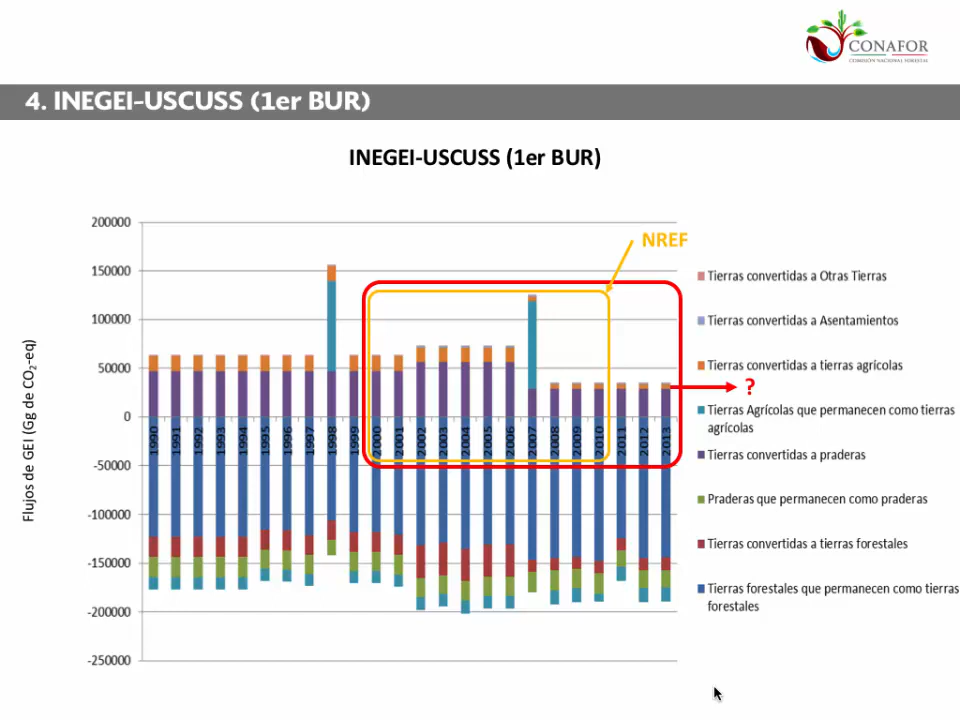 CONAFOR
COMISIÓN NACIONAL FORESTAL
4. INEGEI-USCUSS (1er BUR)
INEGEI-USCUSS (1er BUR)
Flujos de GEI (Gg de CO₂-eq)
200000
150000
100000
50000
0
-50000
-100000
-150000
-200000
-250000
1990
1991
1992
1993
1994
1995
1996
1997
1998
1999
2000
2001
2002
2003
2004
2005
2006
2007
2008
2009
2010
2011
2012
2013
NREF
?
Tierras convertidas a Otras Tierras
Tierras convertidas a Asentamientos
Tierras convertidas a tierras agrícolas
Tierras Agrícolas que permanecen como tierras
agrícolas
Tierras convertidas a praderas
Praderas que permanecen como praderas
Tierras convertidas a tierras forestales
Tierras forestales que permanecen como tierras
forestales